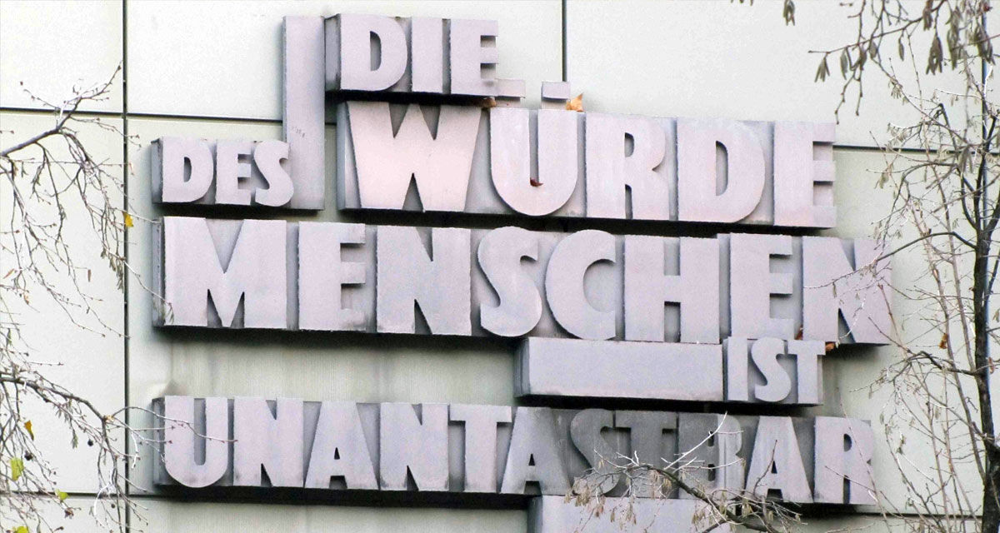 DIE
WÜRDE
DES
MENSCHEN
IST
UNANTASTBAR